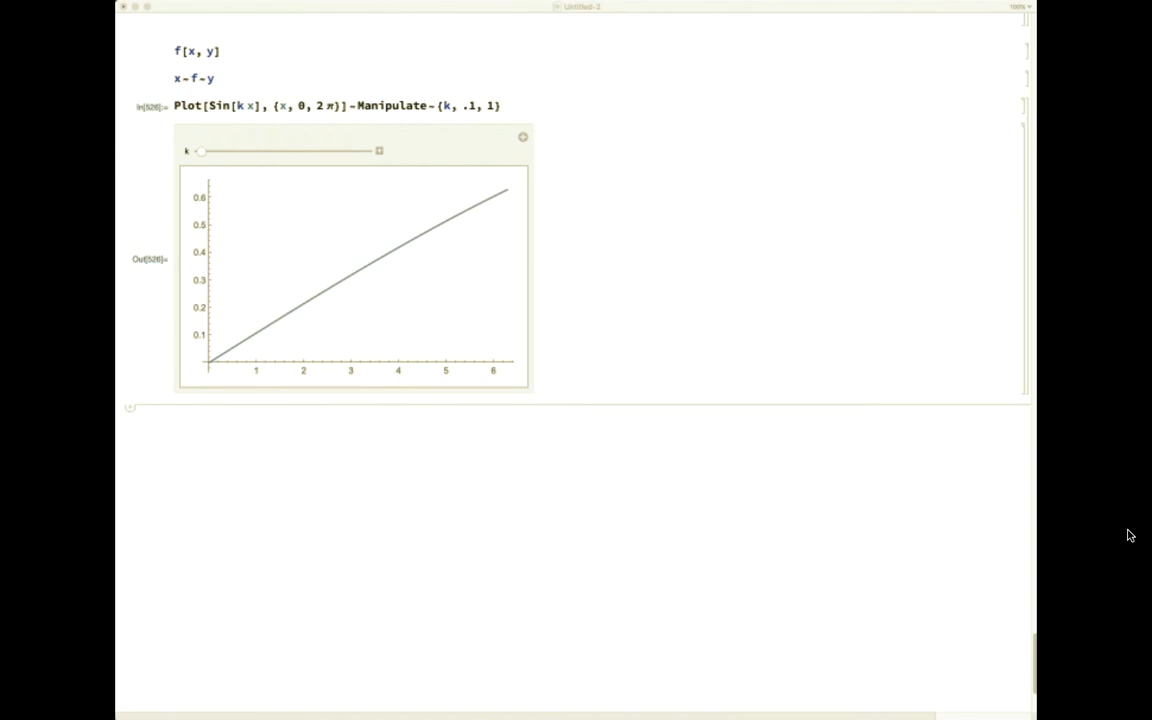 Untitled-2
100%
f[x, y]
x~f~y
In[526]:= Plot[Sin[k x], {x, 0, 2 π}] ~Manipulate~ {k, .1, 1}
k
0.6
0.5
0.4
Out[526]=
0.3
0.2
0.1
1 2 3 4 5 6